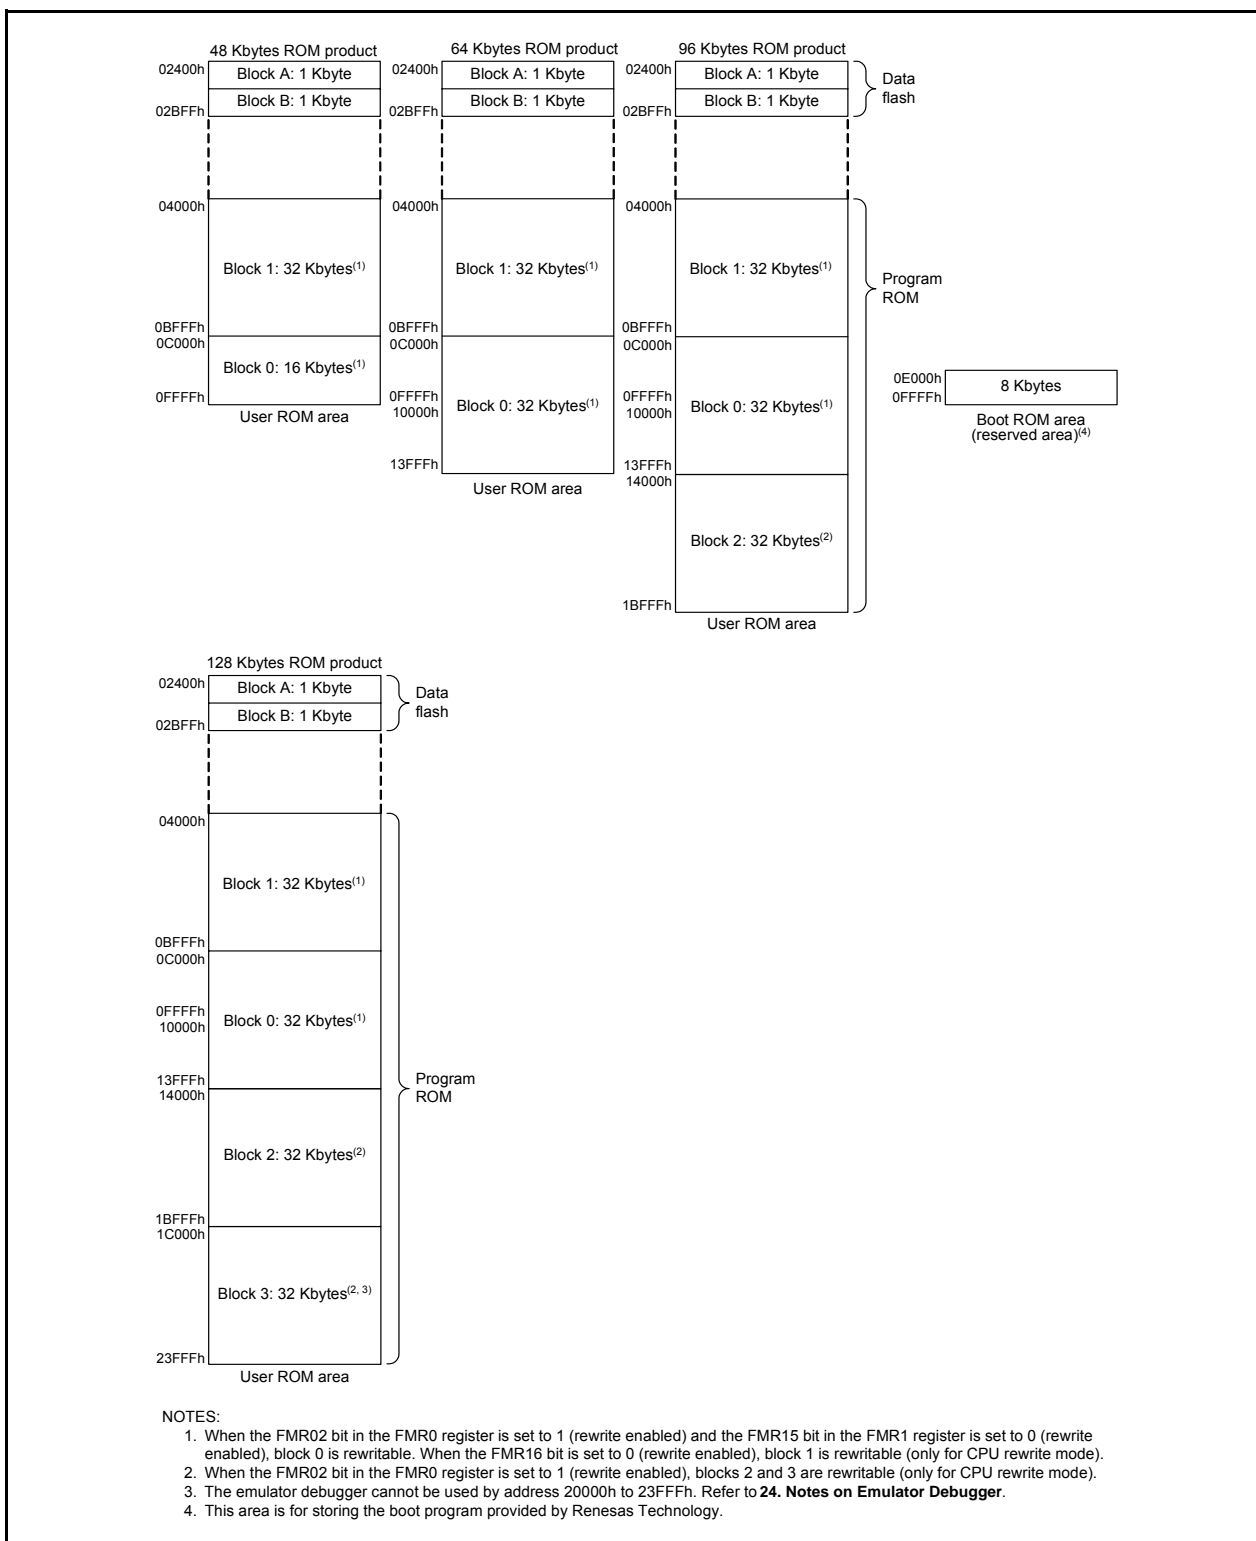 48 Kbytes ROM product
02400h
Block A: 1 Kbyte
Block B: 1 Kbyte
02BFFh
04000h
Block 1: 32 Kbytes(1)
0BFFFh
0C000h
Block 0: 16 Kbytes(1)
0FFFFh
User ROM area
64 Kbytes ROM product
02400h
Block A: 1 Kbyte
Block B: 1 Kbyte
02BFFh
04000h
Block 1: 32 Kbytes(1)
0BFFFh
0C000h
0FFFFh
10000h
Block 0: 32 Kbytes(1)
13FFFh
User ROM area
96 Kbytes ROM product
02400h
Block A: 1 Kbyte
Block B: 1 Kbyte
02BFFh
Data
flash
04000h
Block 1: 32 Kbytes(1)
0BFFFh
0C000h
0FFFFh
10000h
Block 0: 32 Kbytes(1)
13FFFh
14000h
Block 2: 32 Kbytes(2)
1BFFFh
User ROM area
Program
ROM
0E000h
0FFFFh
8 Kbytes
Boot ROM area
(reserved area)(4)
128 Kbytes ROM product
02400h
Block A: 1 Kbyte
Block B: 1 Kbyte
02BFFh
Data
flash
04000h
Block 1: 32 Kbytes(1)
0BFFFh
0C000h
0FFFFh
10000h
Block 0: 32 Kbytes(1)
13FFFh
14000h
Block 2: 32 Kbytes(2)
1BFFFh
1C000h
Block 3: 32 Kbytes(2, 3)
23FFFh
User ROM area
Program
ROM
NOTES:
1. When the FMR02 bit in the FMR0 register is set to 1 (rewrite enabled) and the FMR15 bit in the FMR1 register is set to 0 (rewrite
enabled), block 0 is rewritable. When the FMR16 bit is set to 0 (rewrite enabled), block 1 is rewritable (only for CPU rewrite mode).
2. When the FMR02 bit in the FMR0 register is set to 1 (rewrite enabled), blocks 2 and 3 are rewritable (only for CPU rewrite mode).
3. The emulator debugger cannot be used by address 20000h to 23FFFh. Refer to 24. Notes on Emulator Debugger.
4. This area is for storing the boot program provided by Renesas Technology.